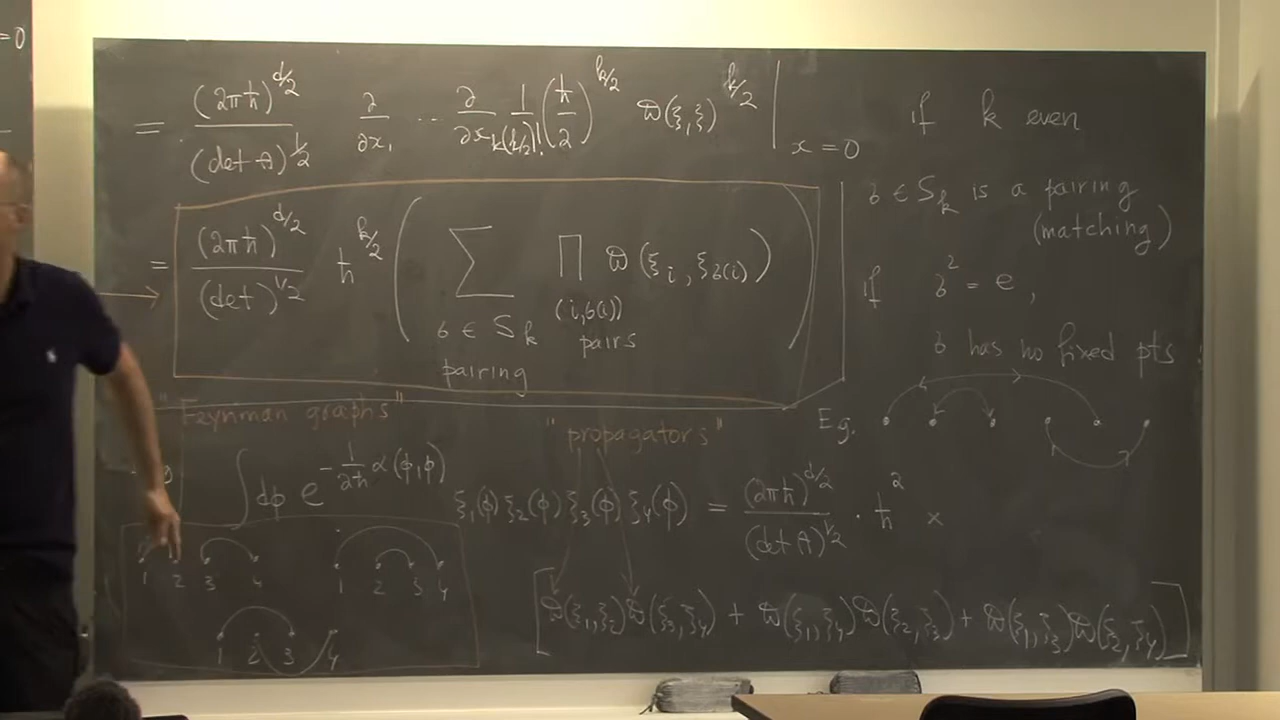 = 0
= (2πħ)^{d/2} / (det A)^{1/2} ∂/∂x_1 ... ∂/∂x_k 1/(k/2)! (ħ/2)^{k/2} 𝔇(ξ,ξ)^{k/2} |_{x=0} if k even
= (2πħ)^{d/2} / (det)^{1/2} ħ^{k/2} ( ∑_{σ ∈ S_k pairing} ∏_{(i,σ(i)) pairs} 𝔇(ξ_i, ξ_{σ(i)}) )
σ ∈ S_k is a pairing
(matching)
if σ² = e,
σ has no fixed pts
E.g.
"Feynman graphs"
"propagators"
∫ dϕ e^{-1/2ħ α(ϕ,ϕ)} ξ_1(ϕ) ξ_2(ϕ) ξ_3(ϕ) ξ_4(ϕ) = (2πħ)^{d/2} / (det A)^{1/2} · ħ² ×
1 2 3 4
1 2 3 4
1 2 3 4
[𝔇(ξ_1,ξ_2)𝔇(ξ_3,ξ_4) + 𝔇(ξ_1,ξ_4)𝔇(ξ_2,ξ_3) + 𝔇(ξ_1,ξ_3)𝔇(ξ_2,ξ_4)]